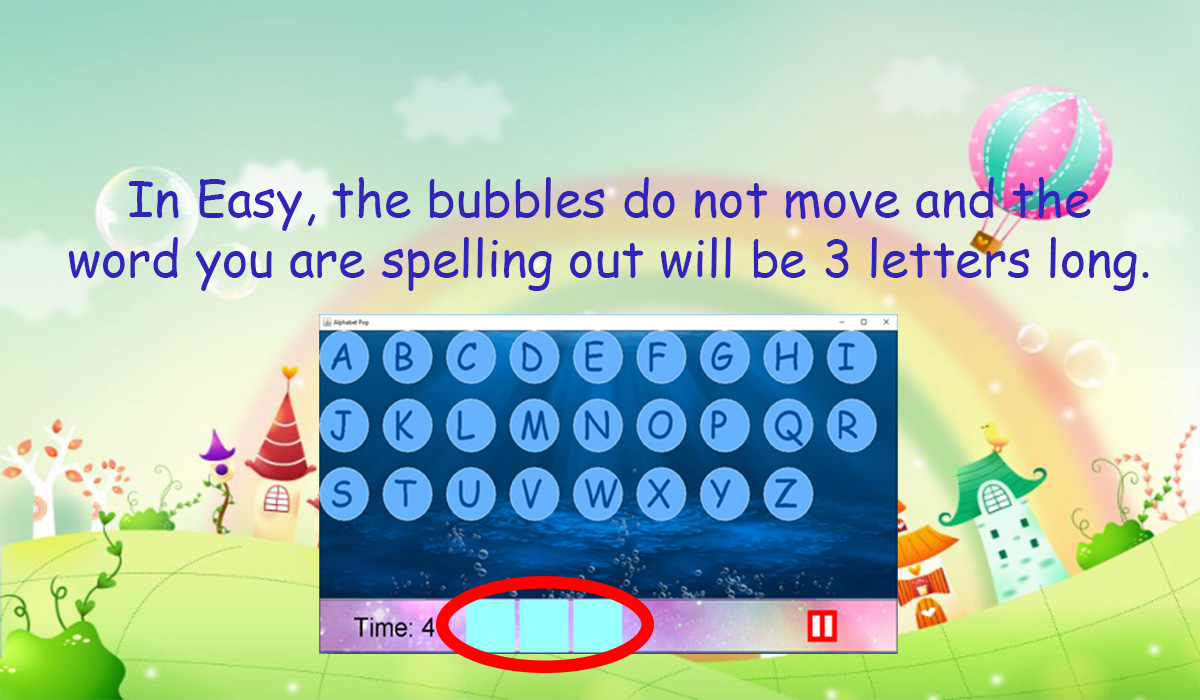 In Easy, the bubbles do not move and the
word you are spelling out will be 3 letters long.
Alphabet Pop
A B C D E F G H I
J K L M N O P Q R
S T U V W X Y Z
Time: 4